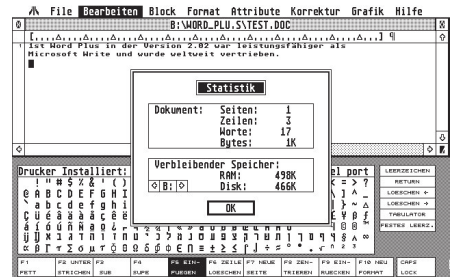 File Bearbeiten Block Format Attribute Korrektur Grafik Hilfe
B:\WORD_PLU.S\TEST.DOC
1st Word Plus in der Version 2.02 war leistungsfähiger als
Microsoft Write und wurde weltweit vertrieben.
Statistik
Dokument: Seiten: 1
Zeilen: 3
Worte: 17
Bytes: 1K
Verbleibender Speicher:
RAM: 498K
B: Disk: 466K
OK
Drucker Installiert:
el port
! " # $ % & ' ( )
< = > ?
@ A B C D E F G H I
` a b c d e f g h i
LEERZEICHEN
RETURN
LOESCHEN ←
LOESCHEN →
TABULATOR
FESTES LEERZ.
F1 FETT
F2 UNTER STRICHEN
F3 SUB
F4 SUPE
F5 EIN- FUEGEN
F6 ZEILE LOESCHEN
F7 NEUE SEITE
F8 ZEN- TRIEREN
F9 EIN- RUECKEN
F10 NEU FORMAT
CAPS LOCK